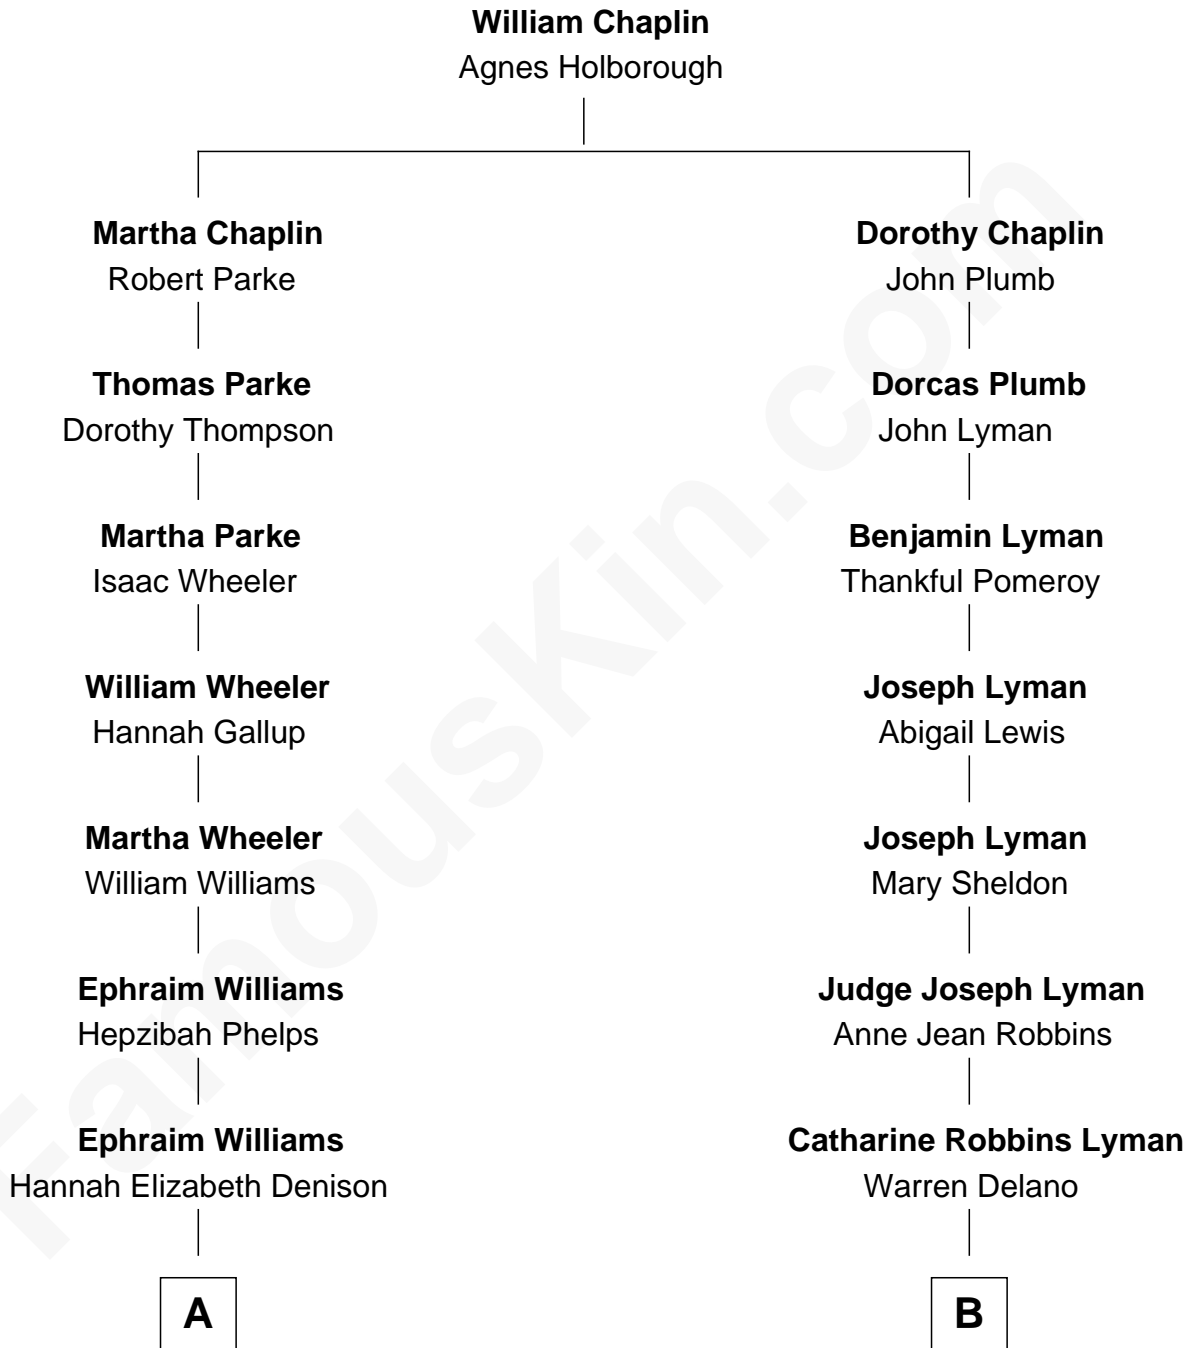 William Chaplin
Agnes Holborough
Martha Chaplin
Robert Parke
Dorothy Chaplin
John Plumb
Thomas Parke
Dorothy Thompson
Dorcas Plumb
John Lyman
Martha Parke
Isaac Wheeler
Benjamin Lyman
Thankful Pomeroy
William Wheeler
Hannah Gallup
Joseph Lyman
Abigail Lewis
Martha Wheeler
William Williams
Joseph Lyman
Mary Sheldon
Ephraim Williams
Hepzibah Phelps
Judge Joseph Lyman
Anne Jean Robbins
Ephraim Williams
Hannah Elizabeth Denison
Catharine Robbins Lyman
Warren Delano
A
B
FamousKin.com